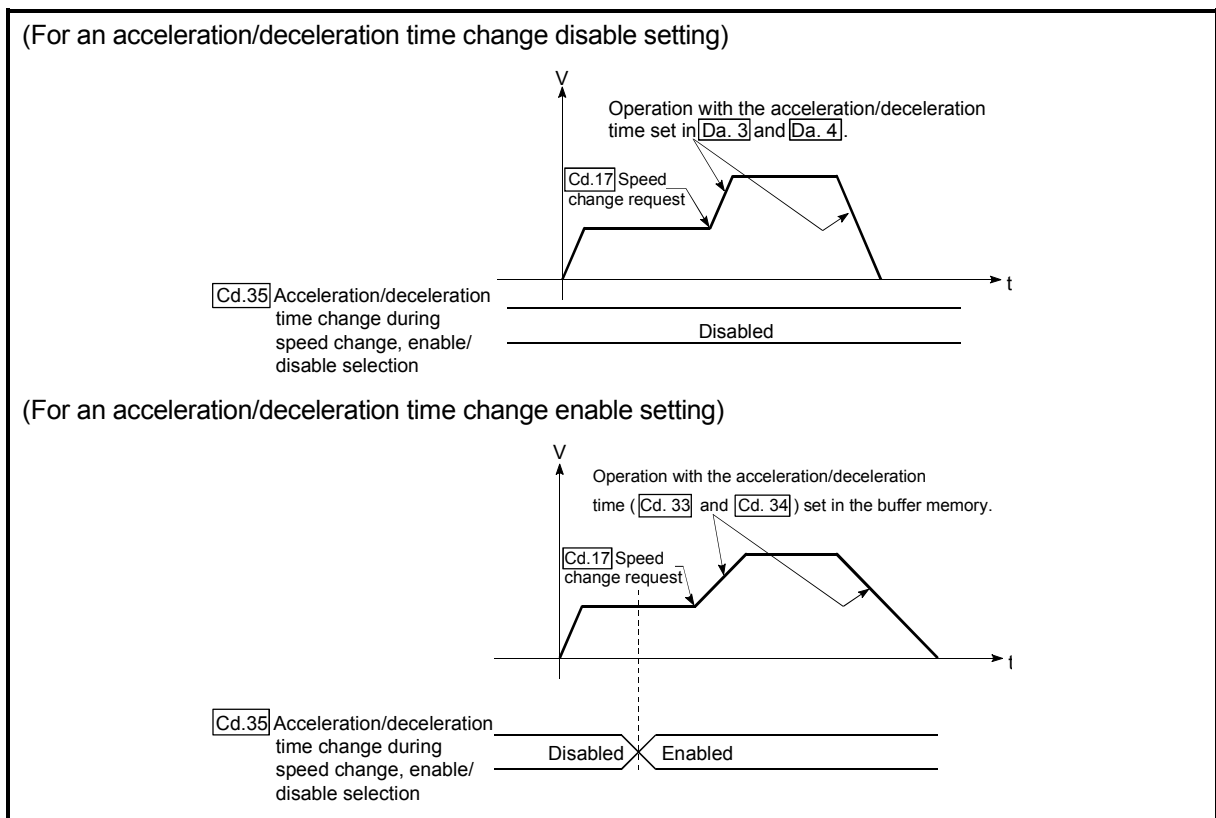 (For an acceleration/deceleration time change disable setting)
V
Operation with the acceleration/deceleration
time set in Da. 3 and Da. 4.
Cd.17 Speed
change request
t
Cd.35 Acceleration/deceleration
time change during
speed change, enable/
disable selection
Disabled
(For an acceleration/deceleration time change enable setting)
V
Operation with the acceleration/deceleration
time ( Cd. 33 and Cd. 34 ) set in the buffer memory.
Cd.17 Speed
change request
t
Cd.35 Acceleration/deceleration
time change during
speed change, enable/
disable selection
Disabled Enabled